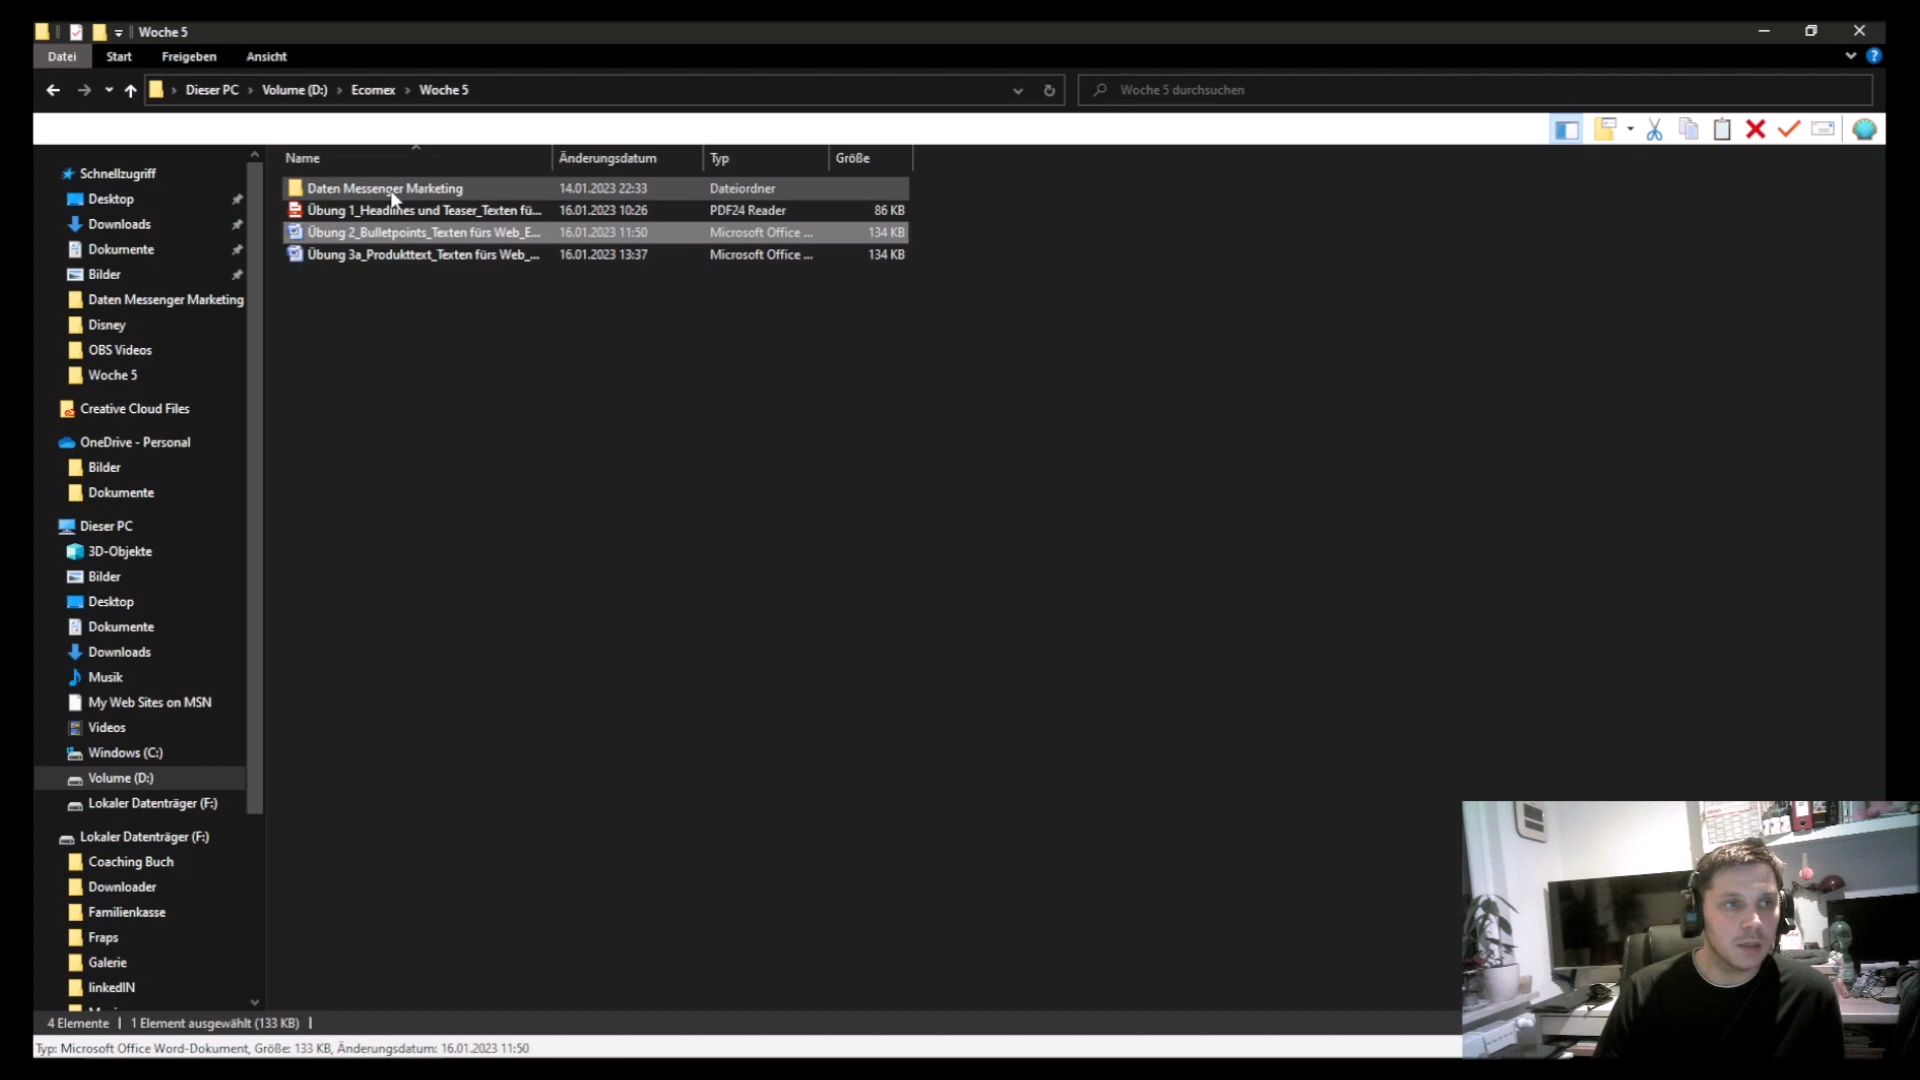 Woche 5
Datei Start Freigeben Ansicht
Dieser PC Volume (D:) Ecomex Woche 5
Woche 5 durchsuchen
Name Änderungsdatum Typ Größe
Daten Messenger Marketing 14.01.2023 22:33 Dateiordner
Übung 1_Headlines und Teaser_Texten fü... 16.01.2023 10:26 PDF24 Reader 86 KB
Übung 2_Bulletpoints_Texten fürs Web_E... 16.01.2023 11:50 Microsoft Office ... 134 KB
Übung 3a_Produkttext_Texten fürs Web_... 16.01.2023 13:37 Microsoft Office ... 134 KB
Schnellzugriff
Desktop
Downloads
Dokumente
Bilder
Daten Messenger Marketing
Disney
OBS Videos
Woche 5
Creative Cloud Files
OneDrive - Personal
Bilder
Dokumente
Dieser PC
3D-Objekte
Bilder
Desktop
Dokumente
Downloads
Musik
My Web Sites on MSN
Videos
Windows (C:)
Volume (D:)
Lokaler Datenträger (F:)
Lokaler Datenträger (F:)
Coaching Buch
Downloader
Familienkasse
Fraps
Galerie
linkedIN
4 Elemente 1 Element ausgewählt (133 KB)
Typ: Microsoft Office Word-Dokument, Größe: 133 KB, Änderungsdatum: 16.01.2023 11:50